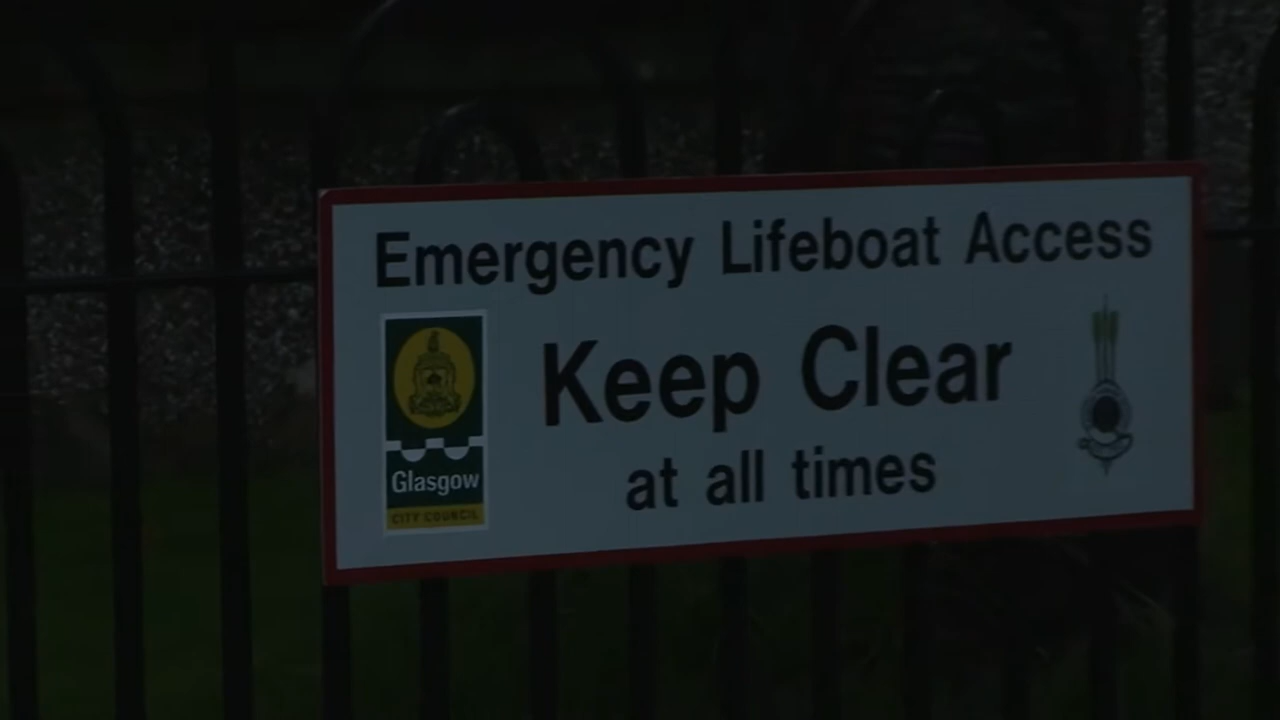 Emergency Lifeboat Access
Keep Clear
at all times
Glasgow
CITY COUNCIL